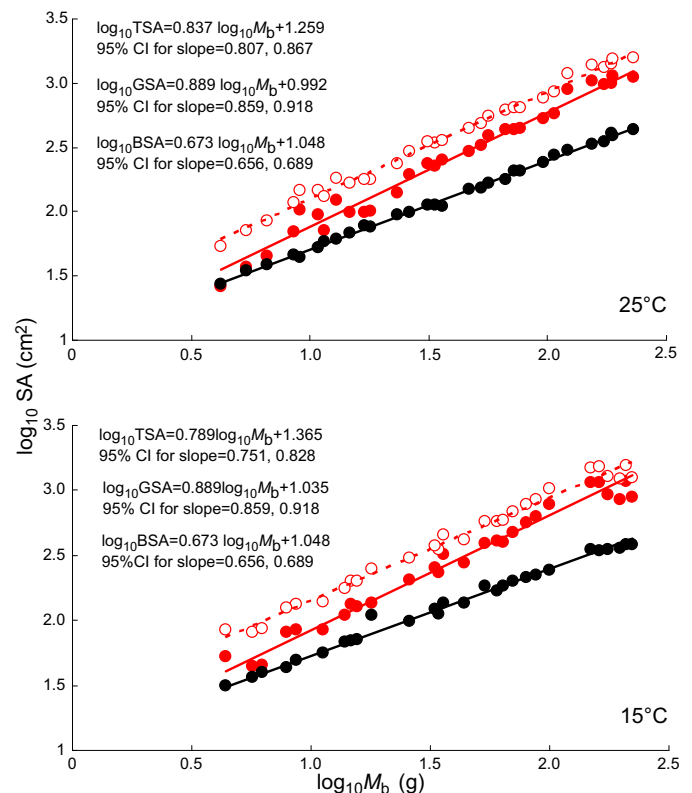 log₁₀TSA=0.837 log₁₀Mb+1.259
95% CI for slope=0.807, 0.867
log₁₀GSA=0.889 log₁₀Mb+0.992
95% CI for slope=0.859, 0.918
log₁₀BSA=0.673 log₁₀Mb+1.048
95% CI for slope=0.656, 0.689
3.5
3.0
2.5
2.0
1.5
1
0
0.5
1.0
1.5
2.0
2.5
25°C
log₁₀ SA (cm²)
log₁₀TSA=0.789log₁₀Mb+1.365
95% CI for slope=0.751, 0.828
log₁₀GSA=0.889log₁₀Mb+1.035
95% CI for slope=0.859, 0.918
log₁₀BSA=0.673 log₁₀Mb+1.048
95%CI for slope=0.656, 0.689
3.5
3.0
2.5
2.0
1.5
1
0
0.5
1.0
1.5
2.0
2.5
15°C
log₁₀Mb (g)